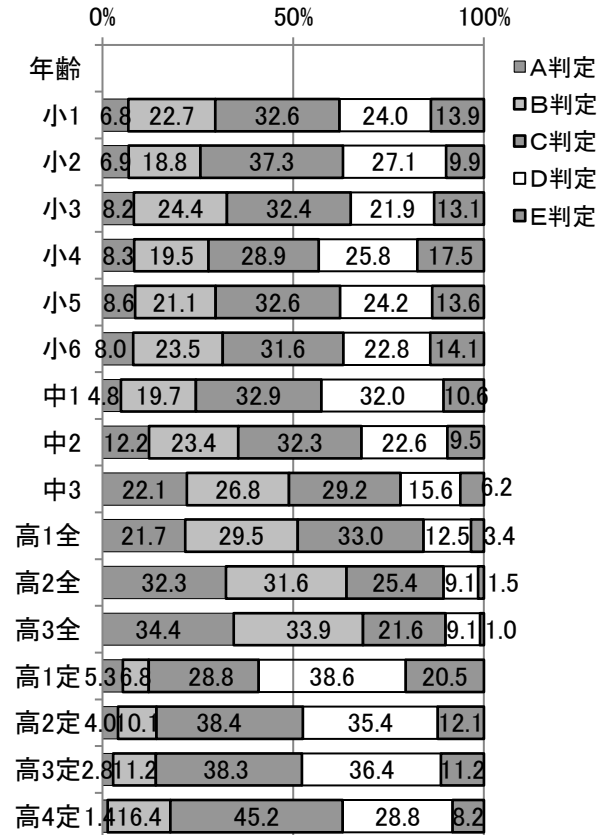 0% 50% 100%
年齢
小1 6.8 22.7 32.6 24.0 13.9
小2 6.9 18.8 37.3 27.1 9.9
小3 8.2 24.4 32.4 21.9 13.1
小4 8.3 19.5 28.9 25.8 17.5
小5 8.6 21.1 32.6 24.2 13.6
小6 8.0 23.5 31.6 22.8 14.1
中1 4.8 19.7 32.9 32.0 10.6
中2 12.2 23.4 32.3 22.6 9.5
中3 22.1 26.8 29.2 15.6 6.2
高1全 21.7 29.5 33.0 12.5 3.4
高2全 32.3 31.6 25.4 9.1 1.5
高3全 34.4 33.9 21.6 9.1 1.0
高1定 5.3 6.8 28.8 38.6 20.5
高2定 4.0 10.1 38.4 35.4 12.1
高3定 2.8 11.2 38.3 36.4 11.2
高4定 1.4 16.4 45.2 28.8 8.2
A判定
B判定
C判定
D判定
E判定